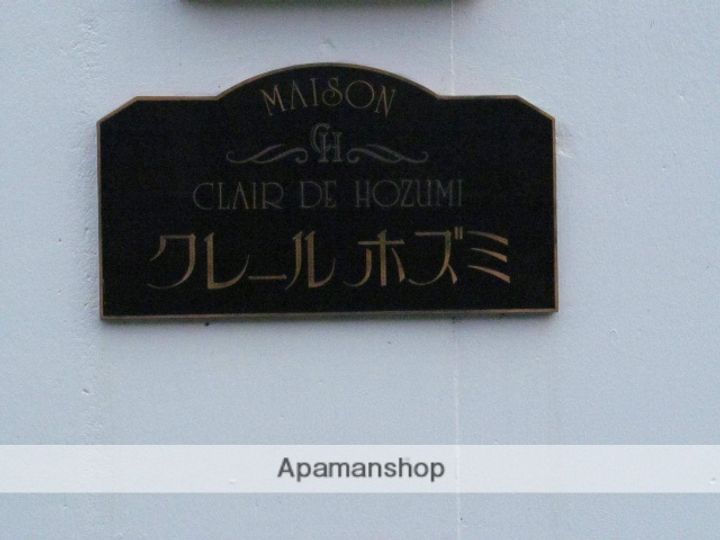 MAISON
CH
CLAIR DE HOZUMI
クレール ホズミ
Apamanshop